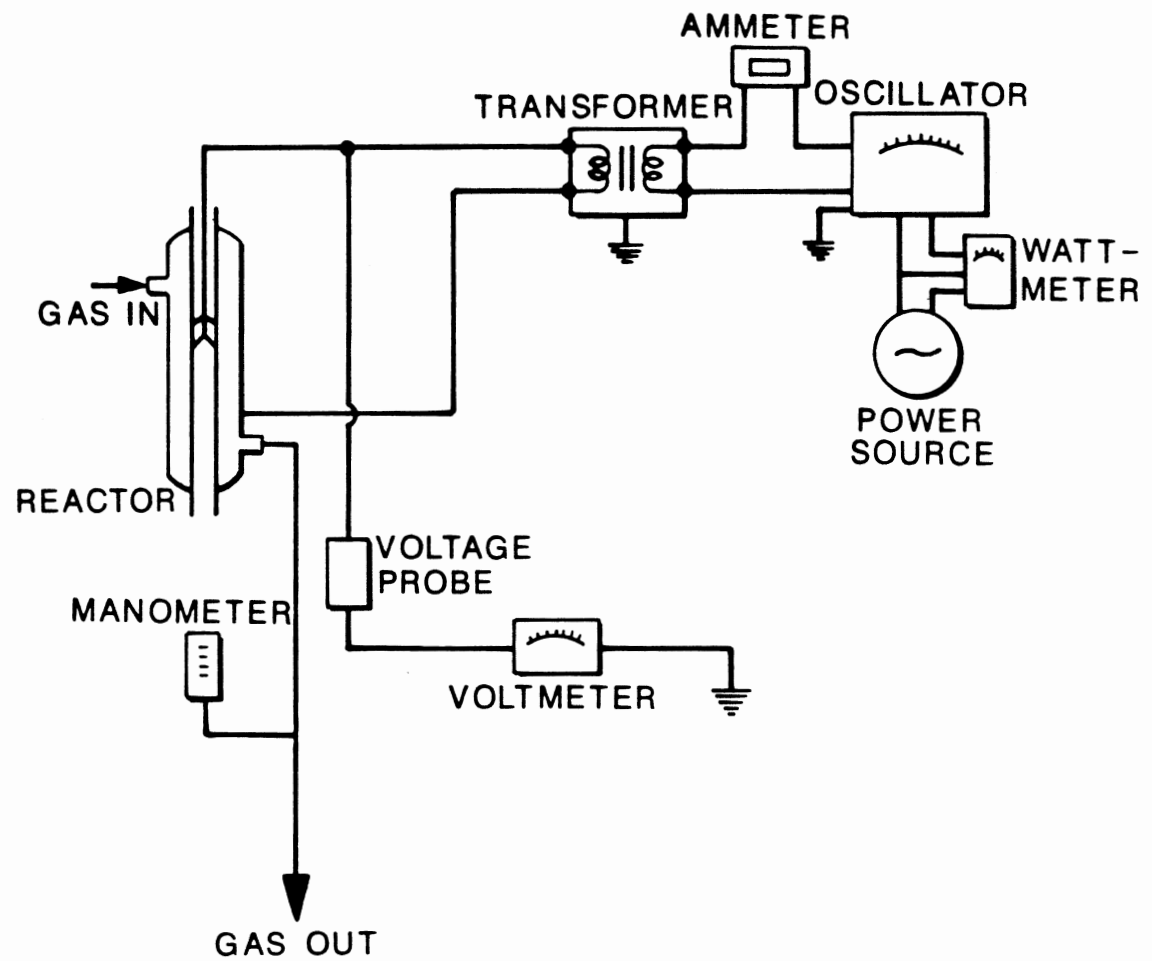 AMMETER
OSCILLATOR
TRANSFORMER
WATT-
METER
GAS IN
POWER
SOURCE
REACTOR
VOLTAGE
PROBE
MANOMETER
VOLTMETER
GAS OUT